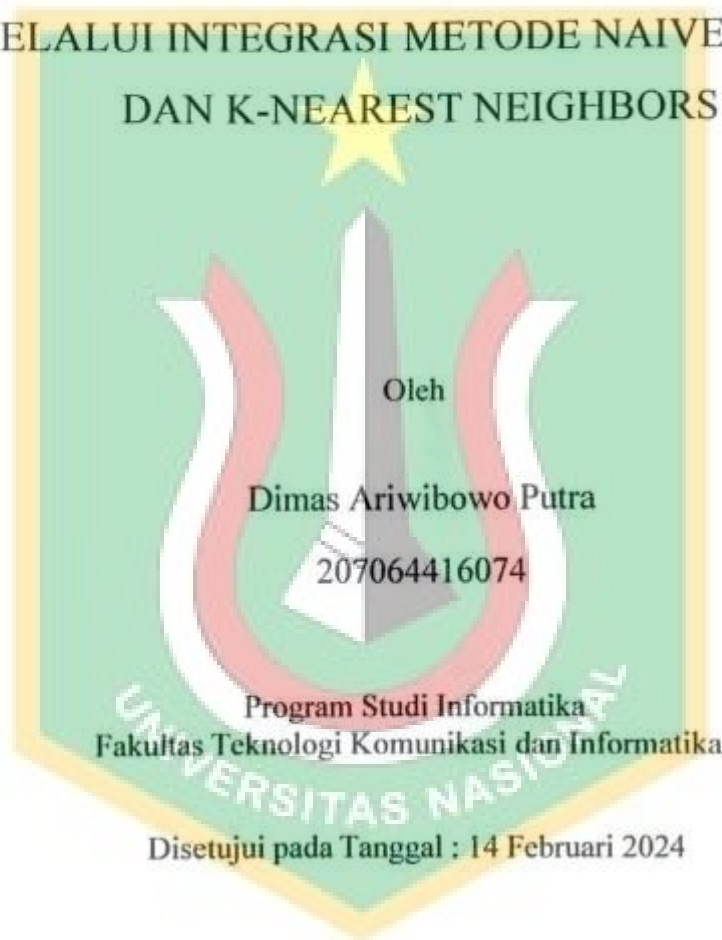 ELALUI INTEGRASI METODE NAIVE
DAN K-NEAREST NEIGHBORS
Oleh
Dimas Ariwibowo Putra
207064416074
Program Studi Informatika
Fakultas Teknologi Komunikasi dan Informatika
UNIVERSITAS NASIONAL
Disetujui pada Tanggal : 14 Februari 2024